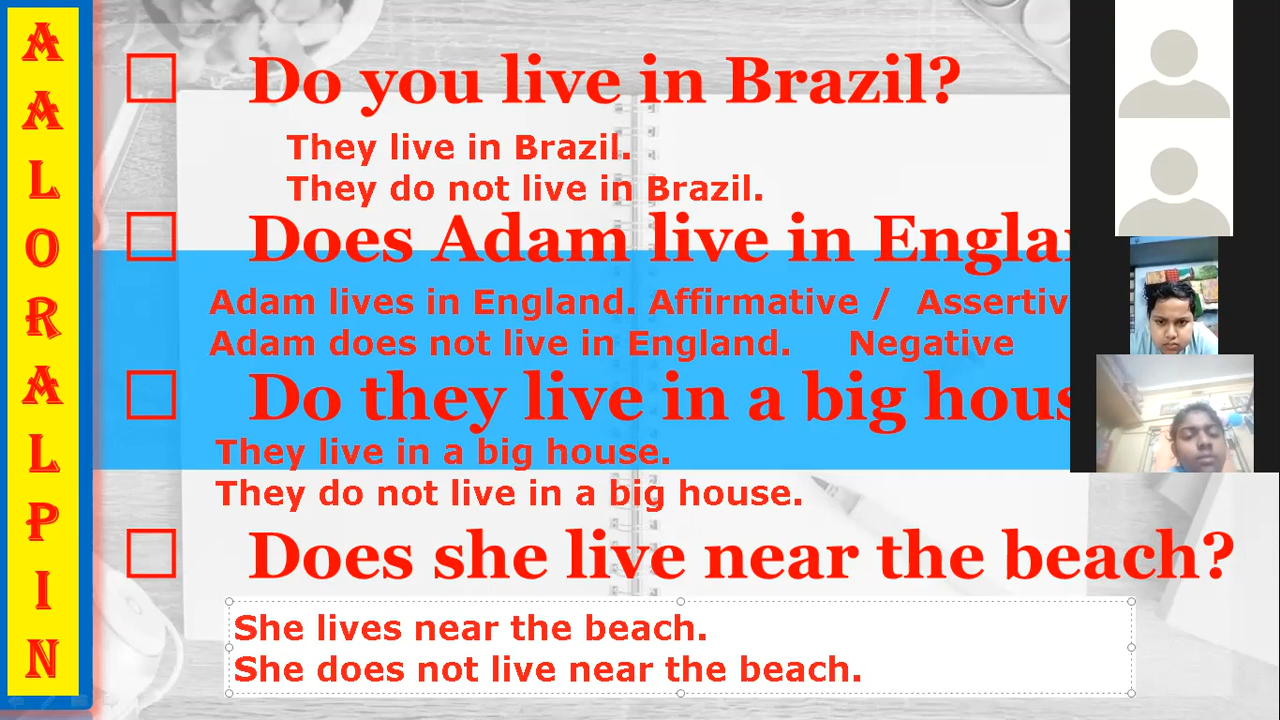 AALORALPIN
Do you live in Brazil?
They live in Brazil.
They do not live in Brazil.
Does Adam live in Englan
Adam lives in England. Affirmative / Assertiv
Adam does not live in England. Negative
Do they live in a big hous
They live in a big house.
They do not live in a big house.
Does she live near the beach?
She lives near the beach.
She does not live near the beach.